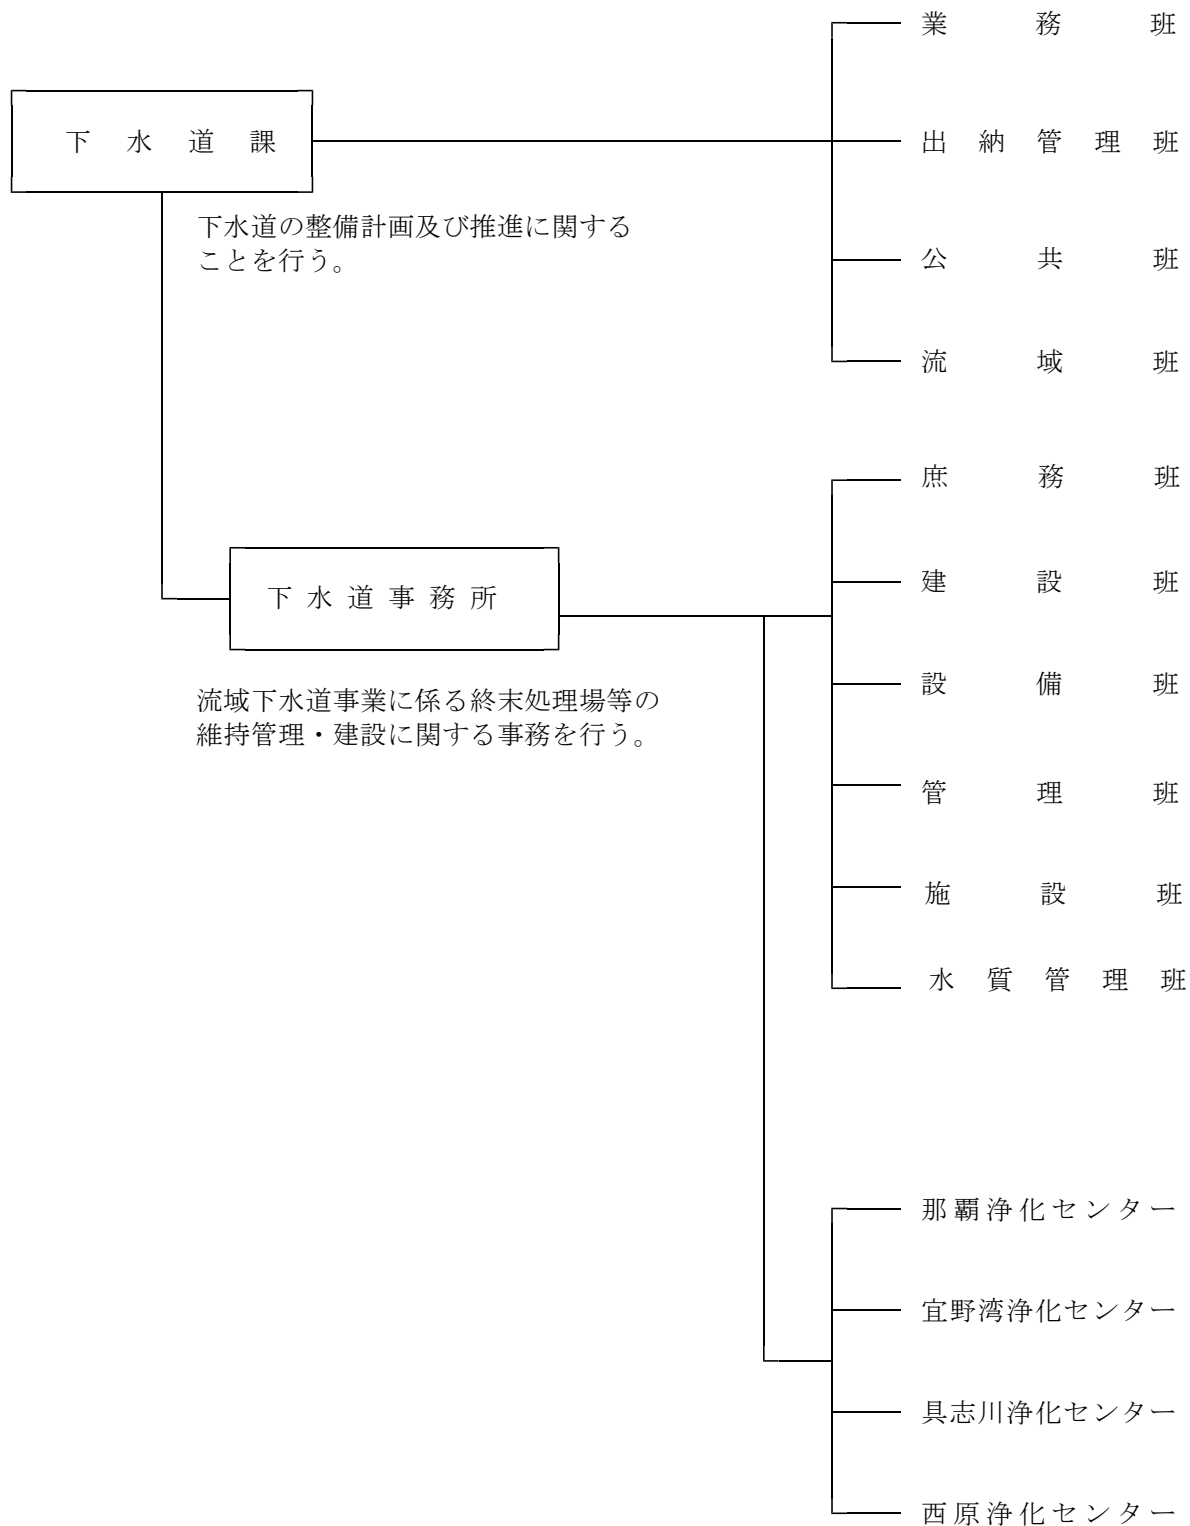 業務班
下水道課
出納管理班
下水道の整備計画及び推進に関する
ことを行う。
公共班
流域班
庶務班
建設班
下水道事務所
設備班
流域下水道事業に係る終末処理場等の
維持管理・建設に関する事務を行う。
管理班
施設班
水質管理班
那覇浄化センター
宜野湾浄化センター
具志川浄化センター
西原浄化センター